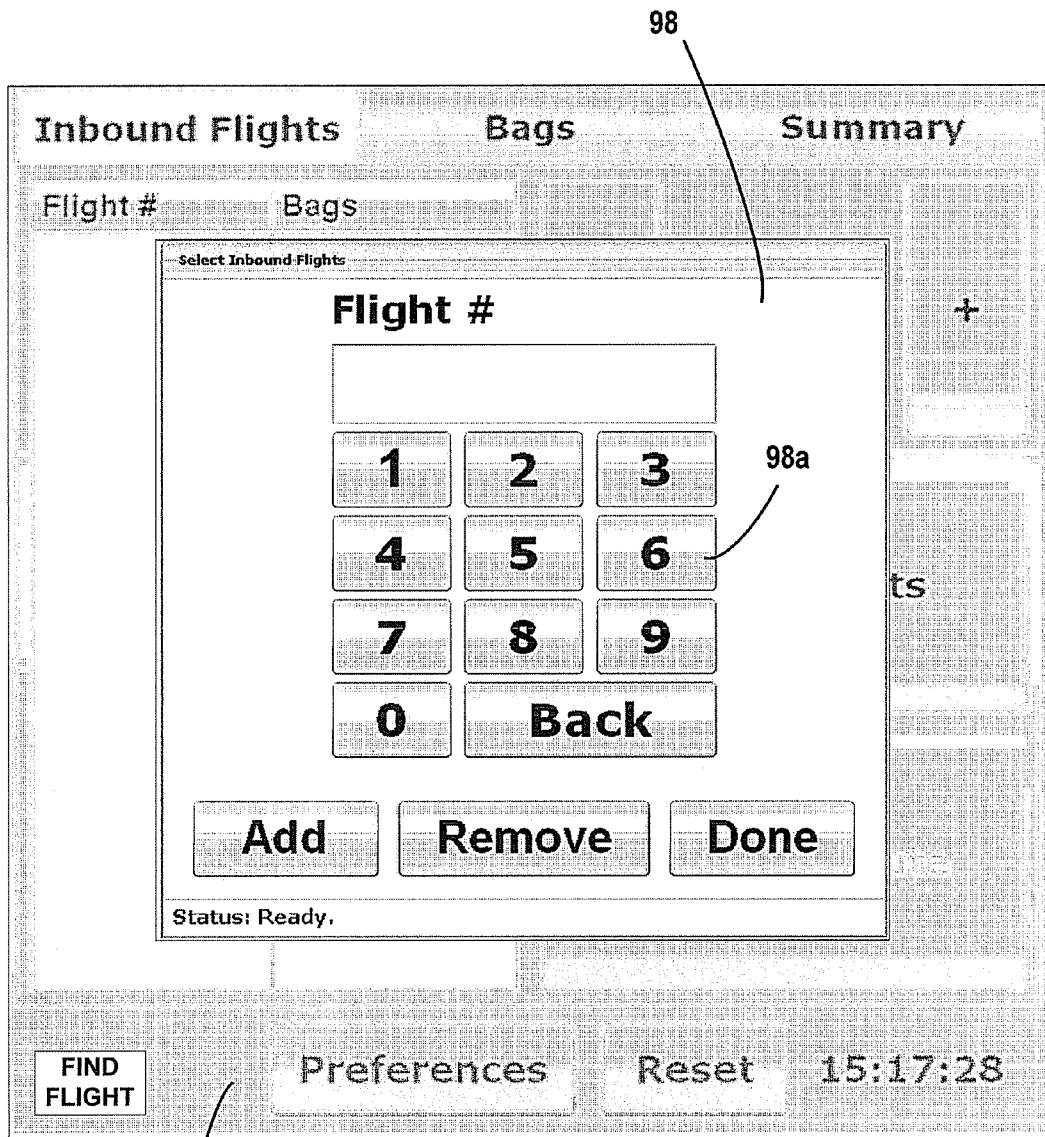 98
Inbound Flights Bags Summary
Flight # Bags
Select Inbound Flights
Flight #
+
1 2 3
98a
4 5 6
ts
7 8 9
0 Back
Add Remove Done
Status: Ready.
FIND
FLIGHT
Preferences Reset 15:17:28